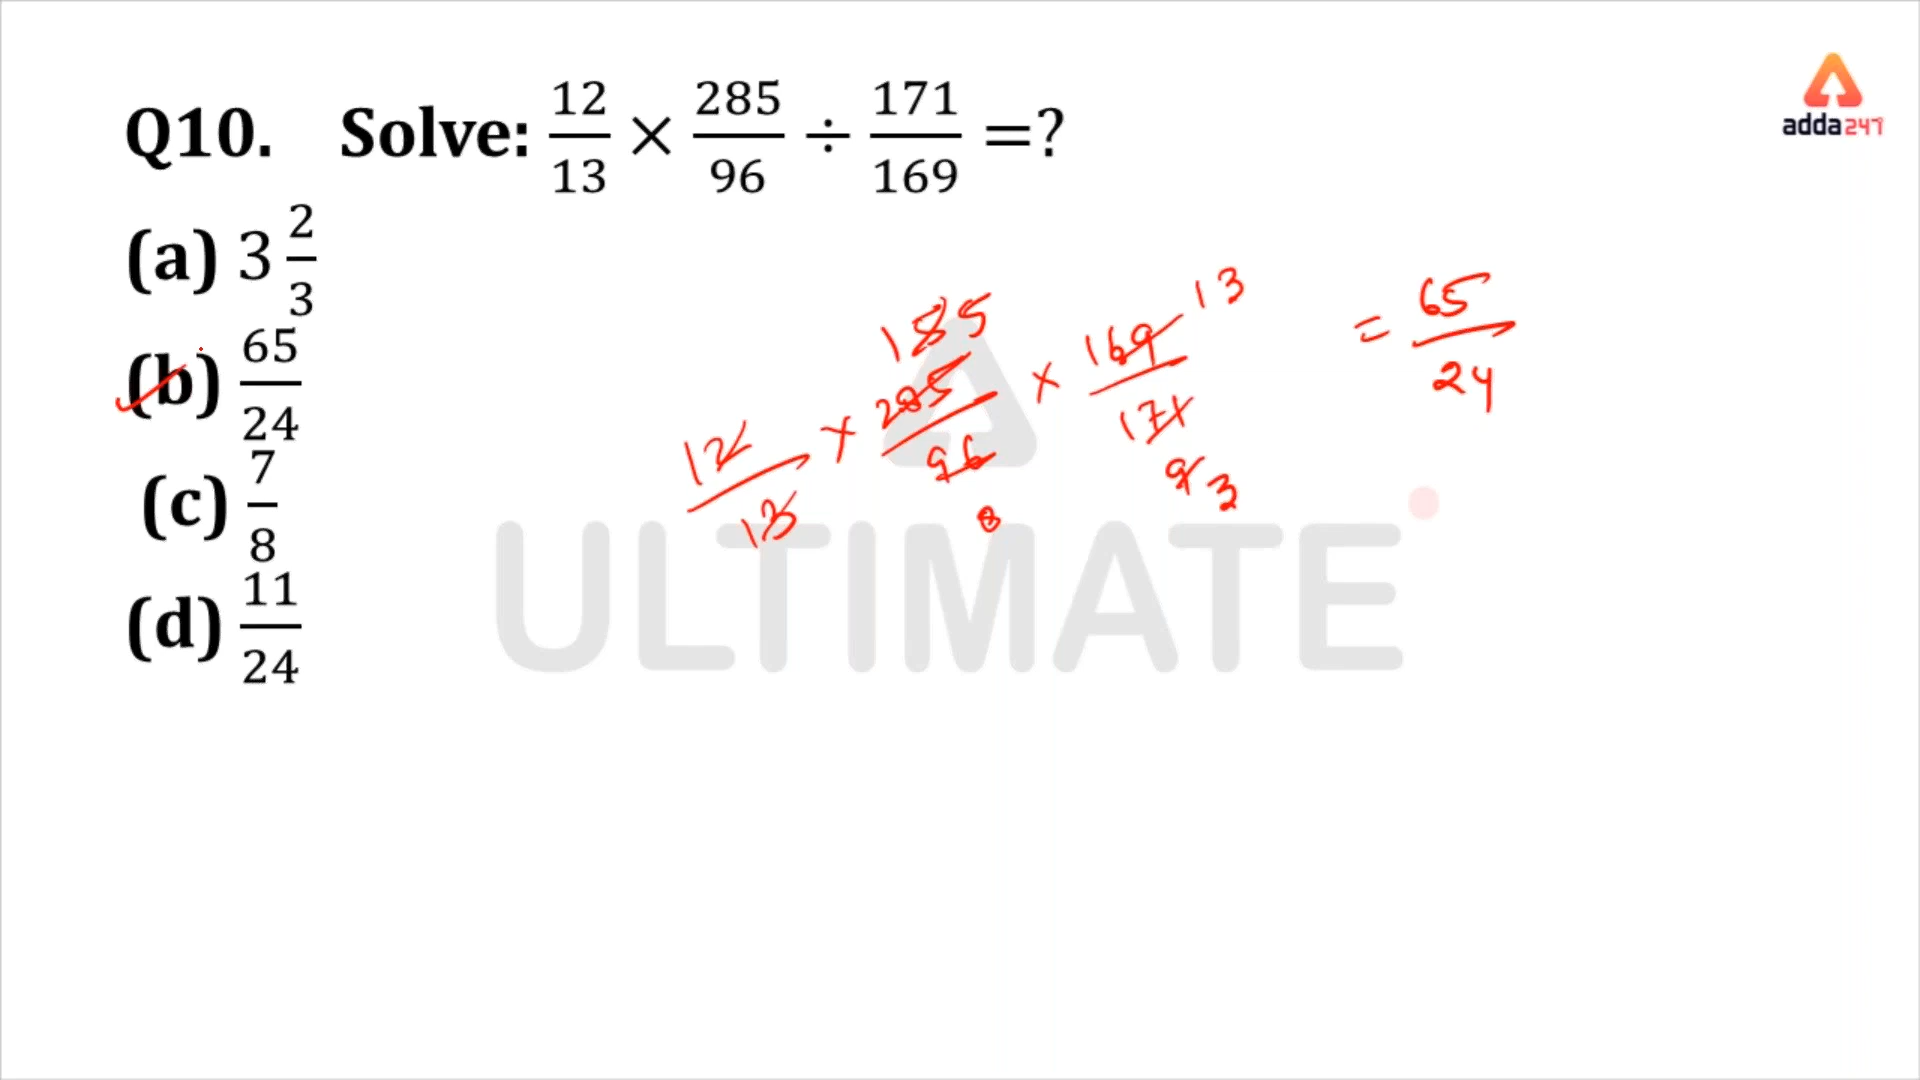 Q10. Solve: 12/13 × 285/96 ÷ 171/169 =?
adda247
(a) 3 2/3
(b) 65/24
(c) 7/8
(d) 11/24
12/13 × 285/96 × 169/171 = 65/24
13
8
9 3
ULTIMATE